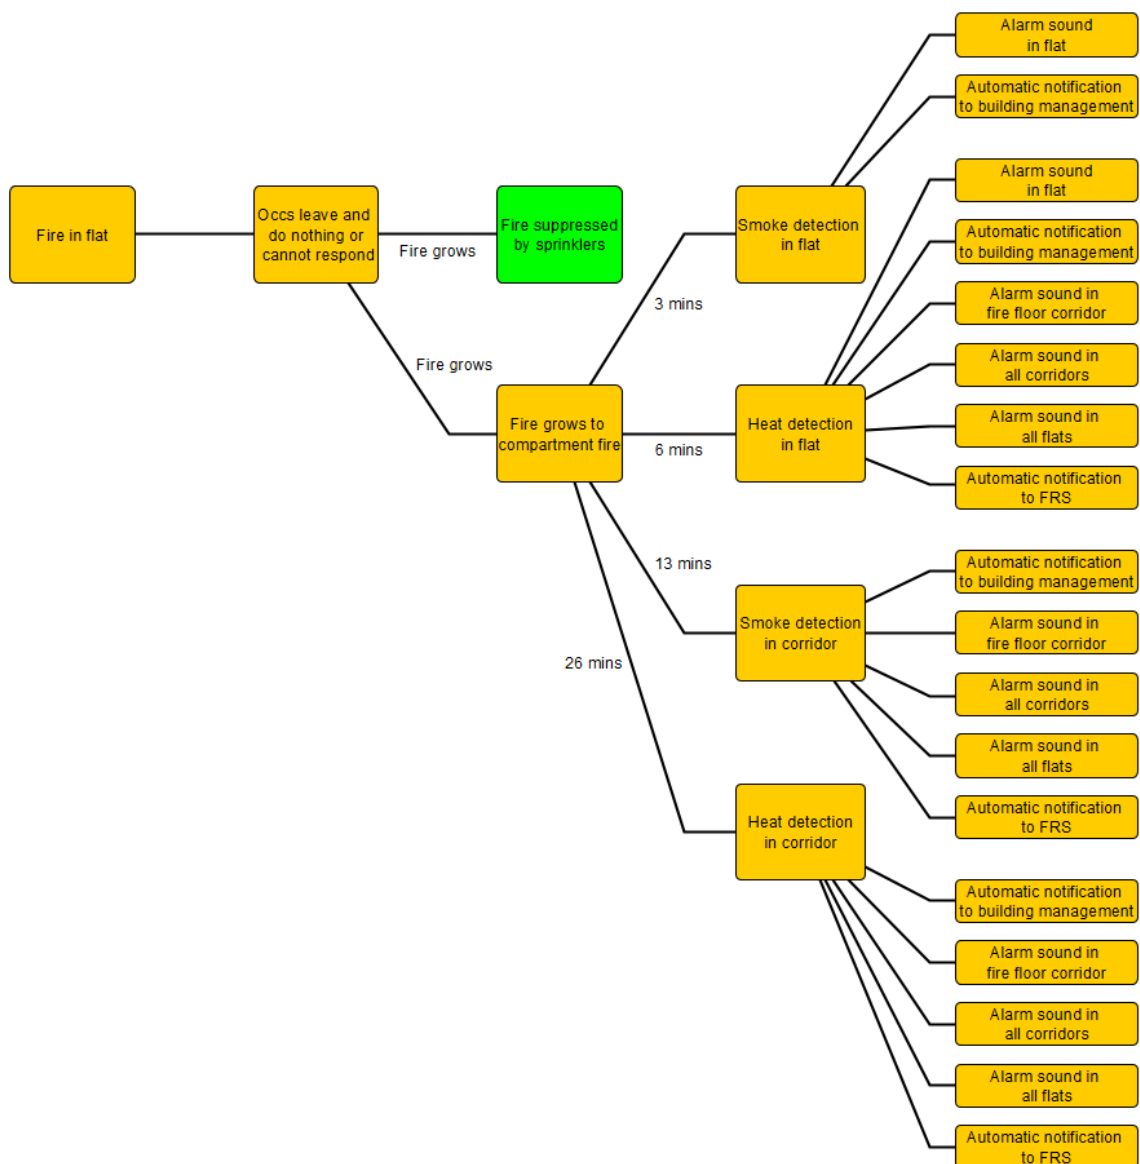 Fire in flat
Occs leave and
do nothing or
cannot respond
Fire grows
Fire suppressed
by sprinklers
Fire grows
Fire grows to
compartment fire
3 mins
Smoke detection
in flat
Alarm sound
in flat
Automatic notification
to building management
6 mins
Heat detection
in flat
Alarm sound
in flat
Automatic notification
to building management
Alarm sound in
fire floor corridor
Alarm sound in
all corridors
Alarm sound in
all flats
Automatic notification
to FRS
13 mins
Smoke detection
in corridor
Automatic notification
to building management
Alarm sound in
fire floor corridor
Alarm sound in
all corridors
Alarm sound in
all flats
Automatic notification
to FRS
26 mins
Heat detection
in corridor
Automatic notification
to building management
Alarm sound in
fire floor corridor
Alarm sound in
all corridors
Alarm sound in
all flats
Automatic notification
to FRS